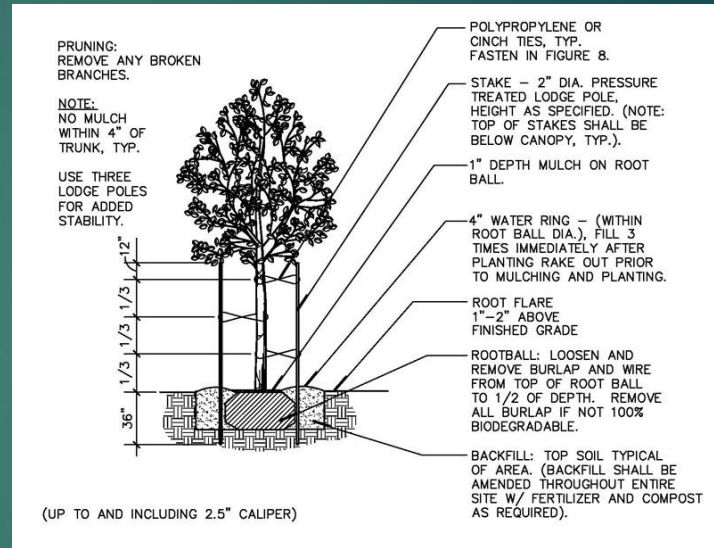 PRUNING:
REMOVE ANY BROKEN
BRANCHES.
NOTE:
NO MULCH
WITHIN 4" OF
TRUNK, TYP.
USE THREE
LODGE POLES
FOR ADDED
STABILITY.
12"
1/3
1/3
1/3
36"
(UP TO AND INCLUDING 2.5" CALIPER)
POLYPROPYLENE OR
CINCH TIES, TYP.
FASTEN IN FIGURE 8.
STAKE – 2" DIA. PRESSURE
TREATED LODGE POLE,
HEIGHT AS SPECIFIED. (NOTE:
TOP OF STAKES SHALL BE
BELOW CANOPY, TYP.).
1" DEPTH MULCH ON ROOT
BALL.
4" WATER RING – (WITHIN
ROOT BALL DIA.), FILL 3
TIMES IMMEDIATELY AFTER
PLANTING RAKE OUT PRIOR
TO MULCHING AND PLANTING.
ROOT FLARE
1"–2" ABOVE
FINISHED GRADE
ROOTBALL: LOOSEN AND
REMOVE BURLAP AND WIRE
FROM TOP OF ROOT BALL
TO 1/2 OF DEPTH. REMOVE
ALL BURLAP IF NOT 100%
BIODEGRADABLE.
BACKFILL: TOP SOIL TYPICAL
OF AREA. (BACKFILL SHALL BE
AMENDED THROUGHOUT ENTIRE
SITE W/ FERTILIZER AND COMPOST
AS REQUIRED).